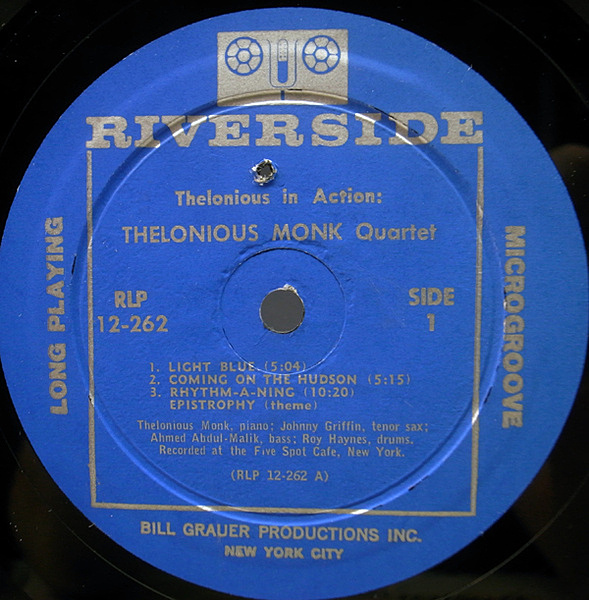 RIVERSIDE
Thelonious in Action:
THELONIOUS MONK Quartet
LONG PLAYING
MICROGROOVE
RLP
12-262
SIDE
1
1. LIGHT BLUE (5:04)
2. COMING ON THE HUDSON (5:15)
3. RHYTHM-A-NING (10:20)
EPISTROPHY (theme)
Thelonious Monk, piano; Johnny Griffin, tenor sax;
Ahmed Abdul-Malik, bass; Roy Haynes, drums.
Recorded at the Five Spot Cafe, New York.
(RLP 12-262 A)
BILL GRAUER PRODUCTIONS INC.
NEW YORK CITY